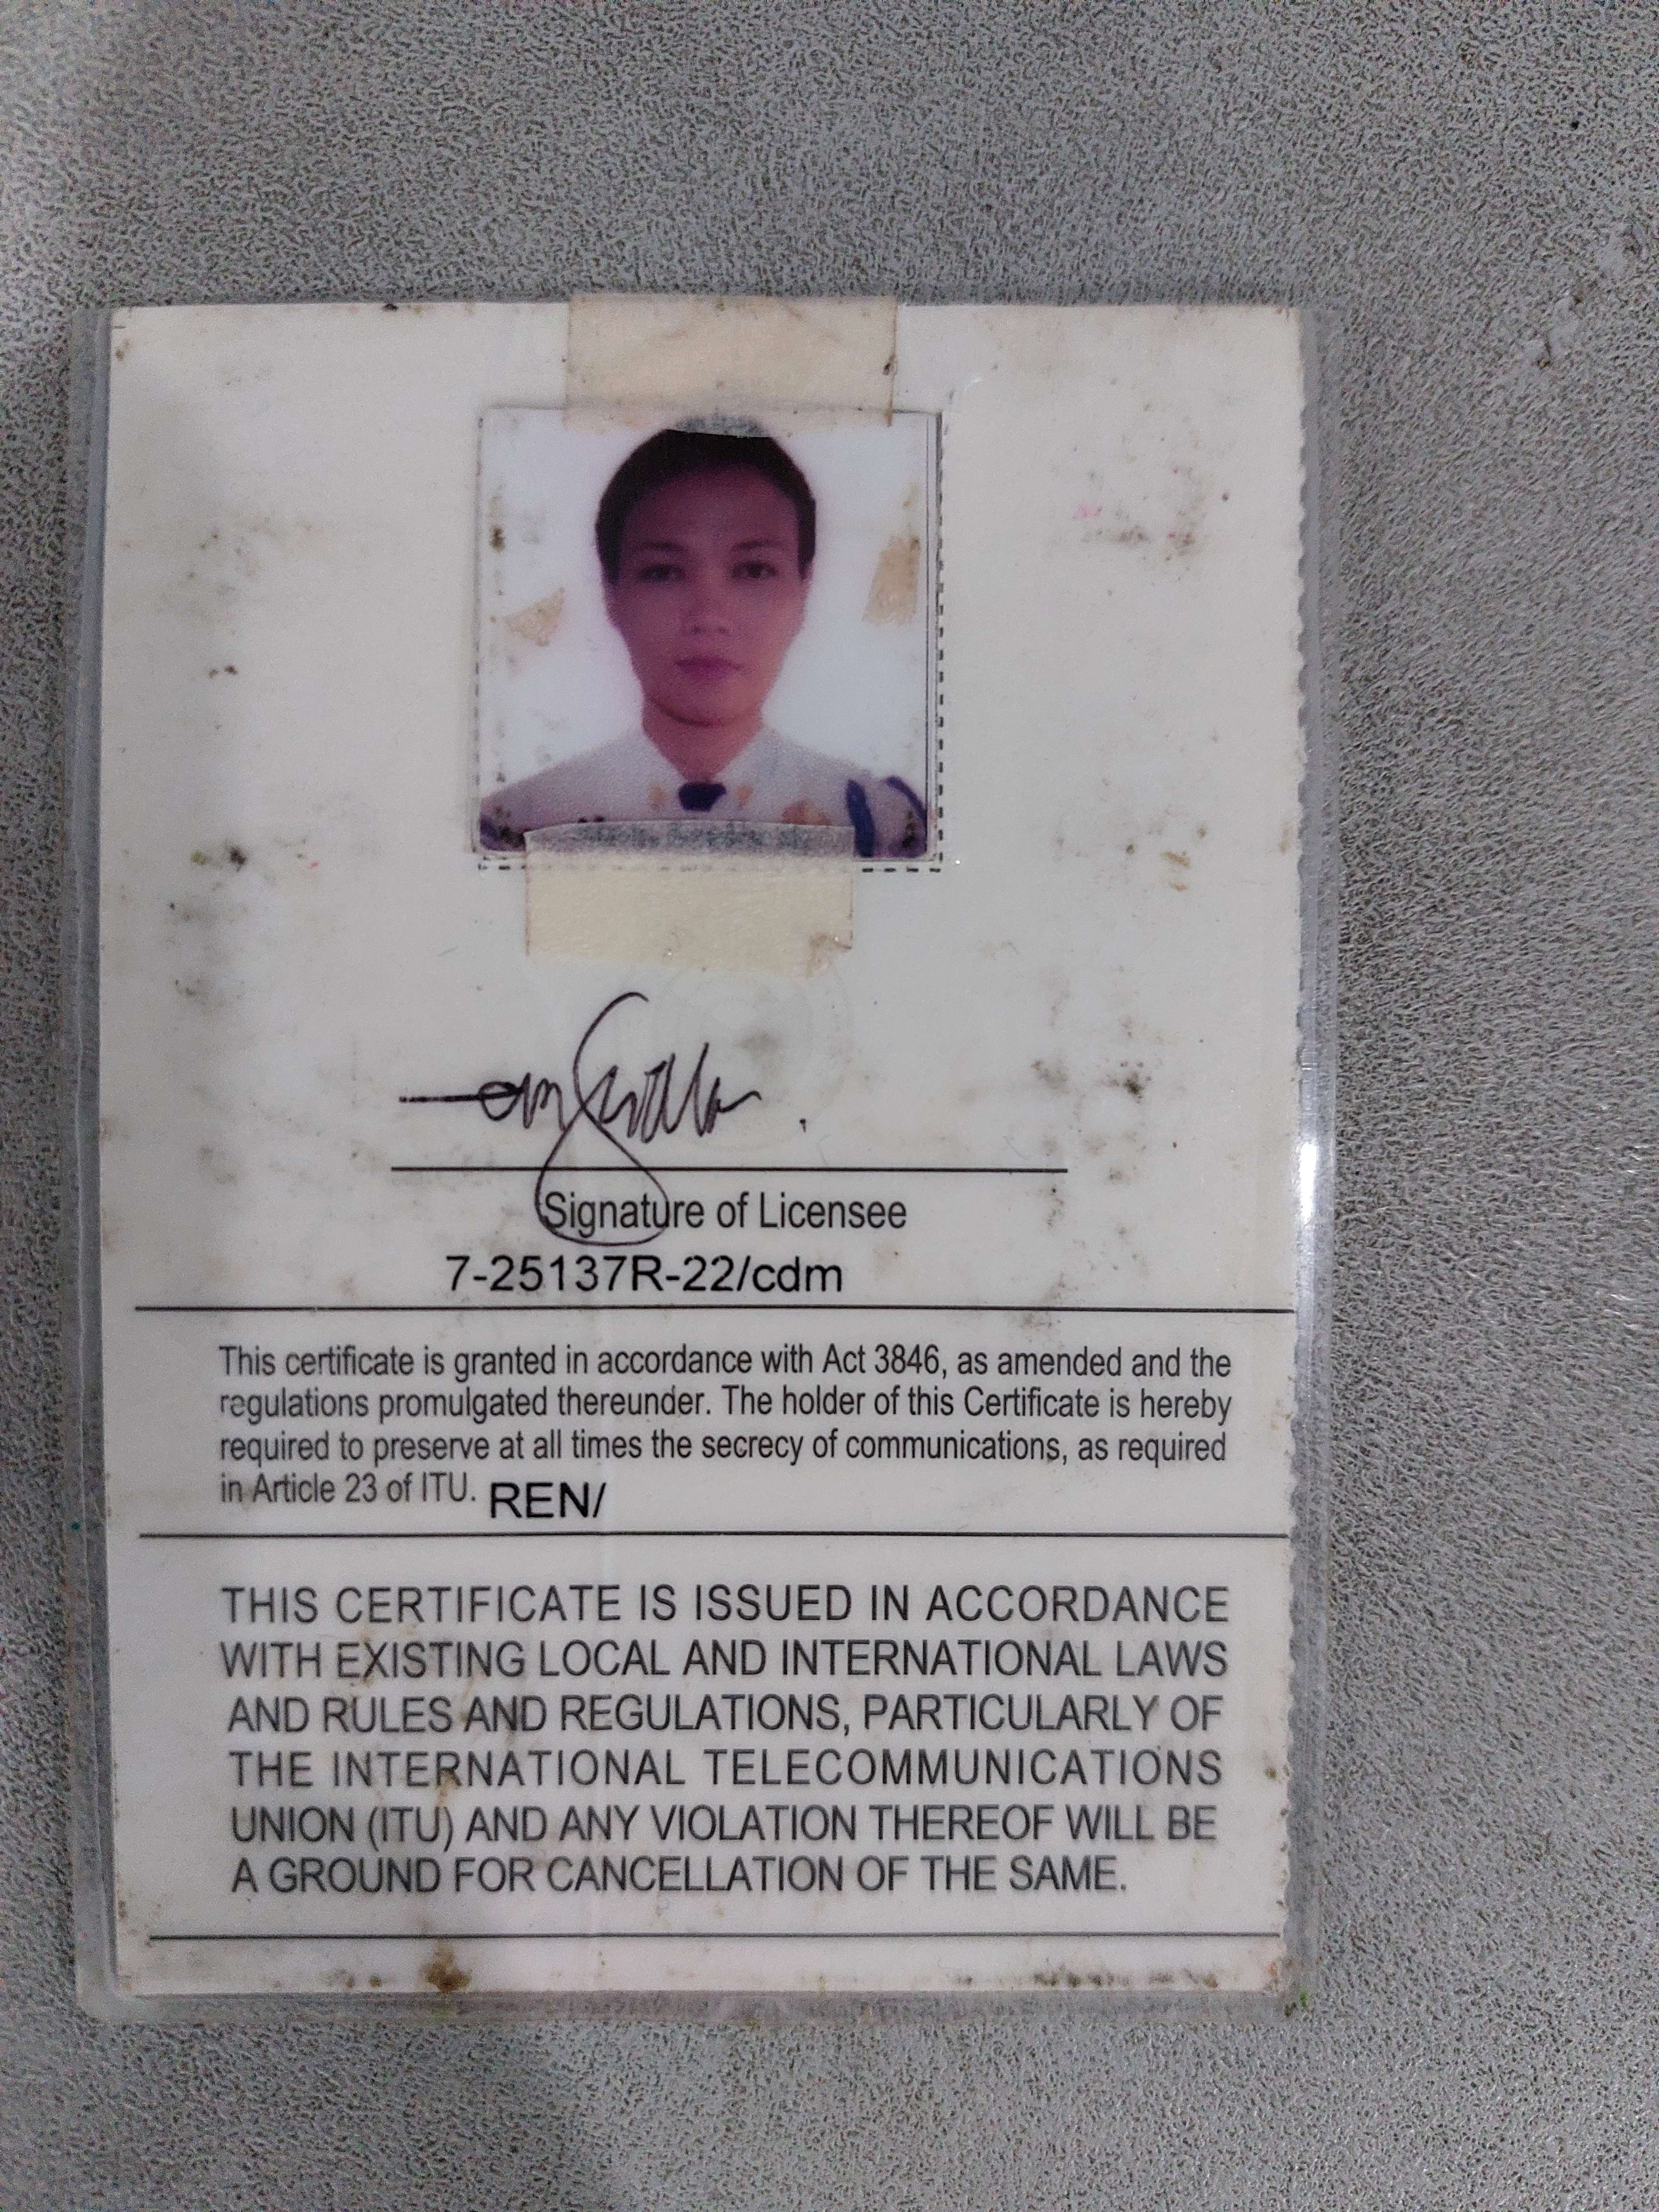 Signature of Licensee
7-25137R-22/cdm
This certificate is granted in accordance with Act 3846, as amended and the
regulations promulgated thereunder. The holder of this Certificate is hereby
required to preserve at all times the secrecy of communications, as required
in Article 23 of ITU. REN/
THIS CERTIFICATE IS ISSUED IN ACCORDANCE
WITH EXISTING LOCAL AND INTERNATIONAL LAWS
AND RULES AND REGULATIONS, PARTICULARLY OF
THE INTERNATIONAL TELECOMMUNICATIONS
UNION (ITU) AND ANY VIOLATION THEREOF WILL BE
A GROUND FOR CANCELLATION OF THE SAME.